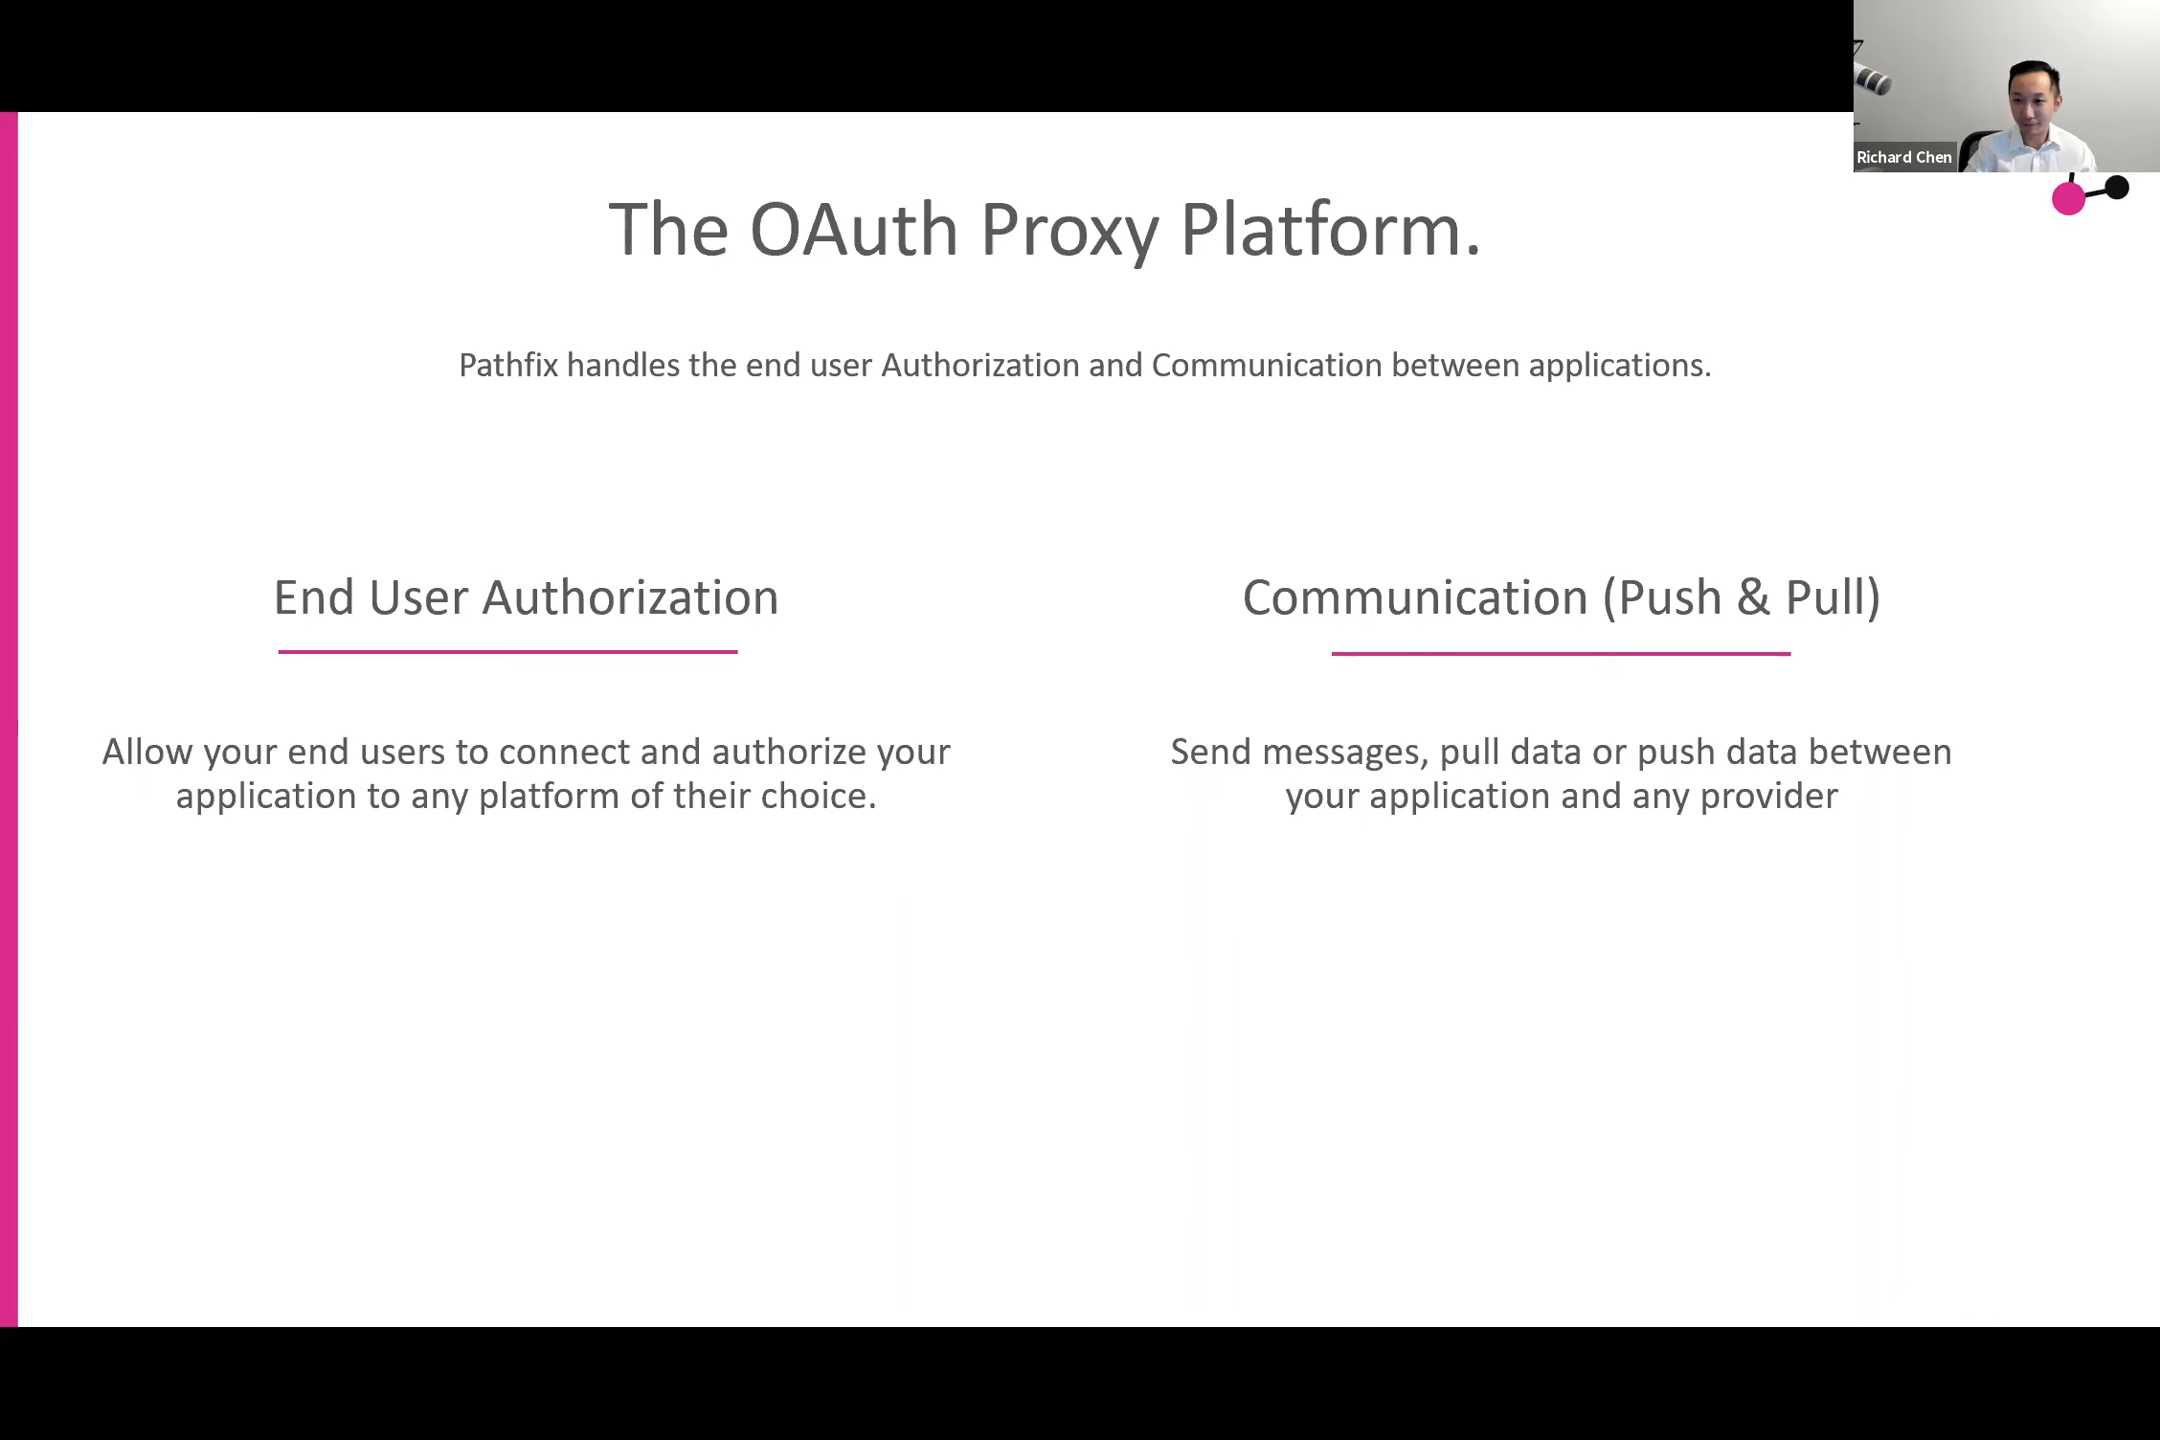 Richard Chen
The OAuth Proxy Platform.
Pathfix handles the end user Authorization and Communication between applications.
End User Authorization
Allow your end users to connect and authorize your
application to any platform of their choice.
Communication (Push & Pull)
Send messages, pull data or push data between
your application and any provider